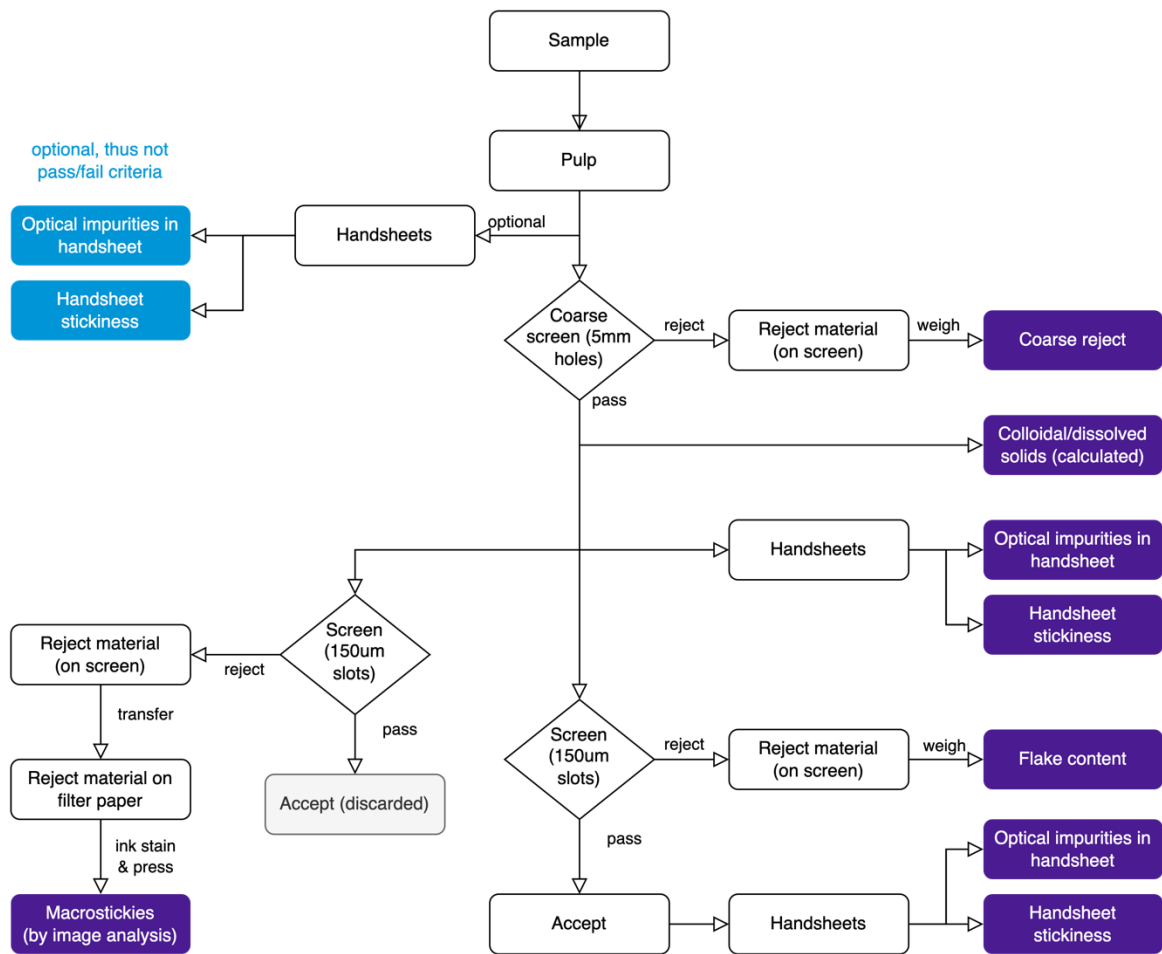 Sample
Pulp
optional, thus not
pass/fail criteria
Optical impurities in
handsheet
Handsheets
optional
Handsheet
stickiness
Coarse
screen (5mm
holes)
reject
Reject material
(on screen)
weigh
Coarse reject
pass
Colloidal/dissolved
solids (calculated)
Handsheets
Optical impurities in
handsheet
Handsheet
stickiness
Screen
(150um
slots)
reject
Reject material
(on screen)
transfer
pass
Reject material on
filter paper
Accept (discarded)
ink stain
& press
Macrostickies
(by image analysis)
Screen
(150um
slots)
reject
Reject material
(on screen)
weigh
Flake content
pass
Accept
Handsheets
Optical impurities in
handsheet
Handsheet
stickiness